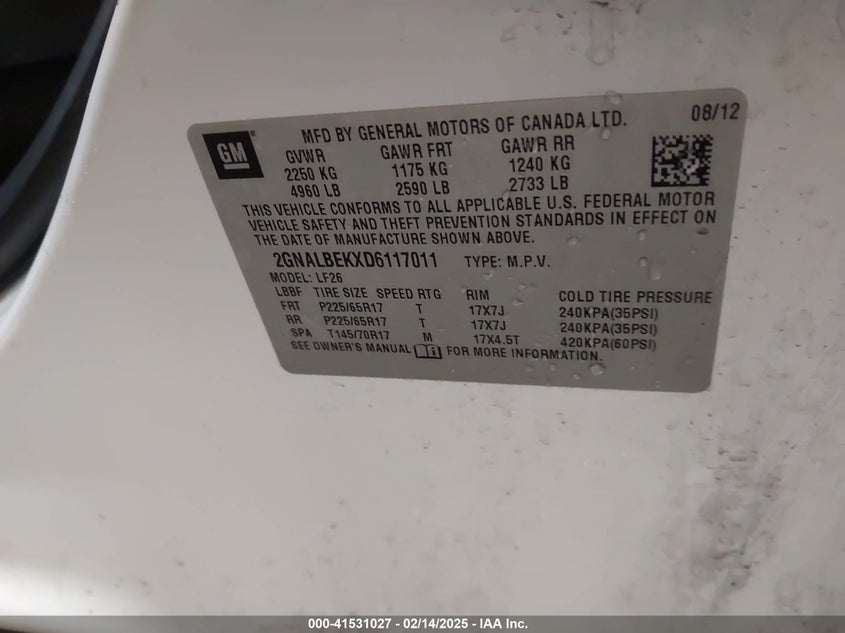 08/12
GM
MFD BY GENERAL MOTORS OF CANADA LTD.
GVWR GAWR FRT GAWR RR
2250 KG 1175 KG 1240 KG
4960 LB 2590 LB 2733 LB
THIS VEHICLE CONFORMS TO ALL APPLICABLE U.S. FEDERAL MOTOR
VEHICLE SAFETY AND THEFT PREVENTION STANDARDS IN EFFECT ON
THE DATE OF MANUFACTURE SHOWN ABOVE.
2GNALBEKXD6117011 TYPE: M.P.V.
MODEL: LF26
LBBF TIRE SIZE SPEED RTG RIM COLD TIRE PRESSURE
FRT P225/65R17 T 17X7J 240KPA(35PSI)
RR P225/65R17 T 17X7J 240KPA(35PSI)
SPA T145/70R17 M 17X4.5T 420KPA(60PSI)
SEE OWNER'S MANUAL FOR MORE INFORMATION.
000-41531027 - 02/14/2025 - IAA Inc.